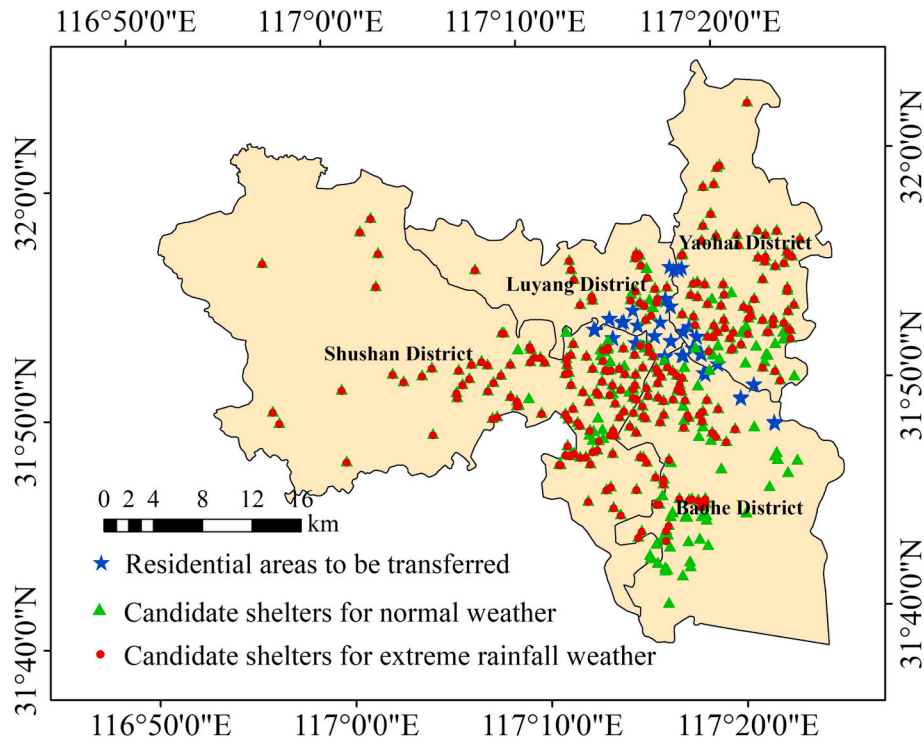 116°50'0"E 117°0'0"E 117°10'0"E 117°20'0"E
32°0'0"N
32°0'0"N
Yaohai District
Luyang District
Shushan District
31°50'0"N
31°50'0"N
0 2 4 8 12 16
km
Baohe District
Residential areas to be transferred
Candidate shelters for normal weather
31°40'0"N
Candidate shelters for extreme rainfall weather
31°40'0"N
116°50'0"E 117°0'0"E 117°10'0"E 117°20'0"E